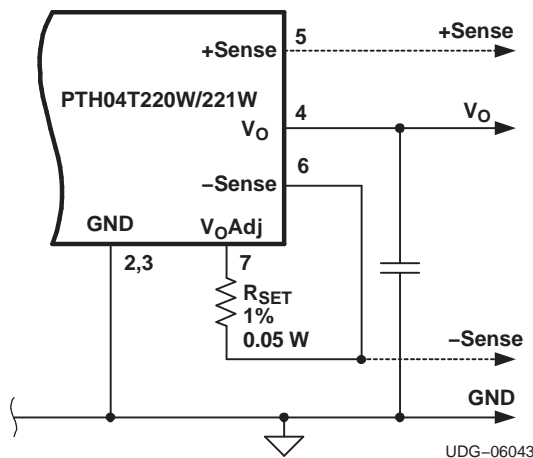 5
+Sense
+Sense
PTH04T220W/221W
4
VO
VO
6
–Sense
GND
VOAdj
2,3
7
RSET
1%
0.05 W
–Sense
GND
UDG–06043